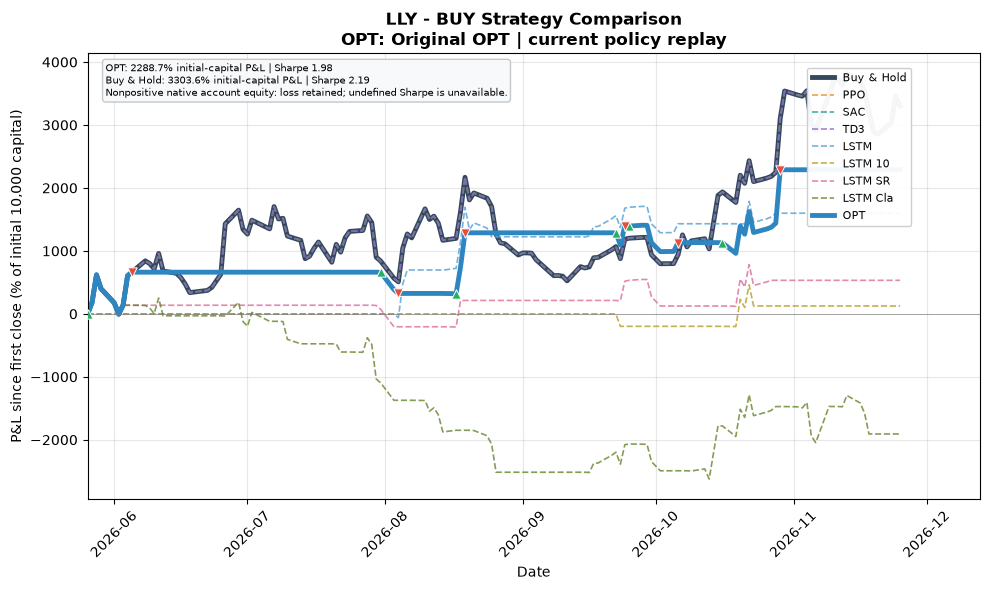 LLY - BUY Strategy Comparison
OPT: Original OPT | current policy replay
OPT: 2288.7% initial-capital P&L | Sharpe 1.98
Buy & Hold: 3303.6% initial-capital P&L | Sharpe 2.19
Nonpositive native account equity: loss retained; undefined Sharpe is unavailable.
Buy & Hold
PPO
SAC
TD3
LSTM
LSTM 10
LSTM SR
LSTM Cla
OPT
P&L since first close (% of initial 10,000 capital)
4000
3000
2000
1000
0
−1000
−2000
2026-06
2026-07
2026-08
2026-09
2026-10
2026-11
2026-12
Date